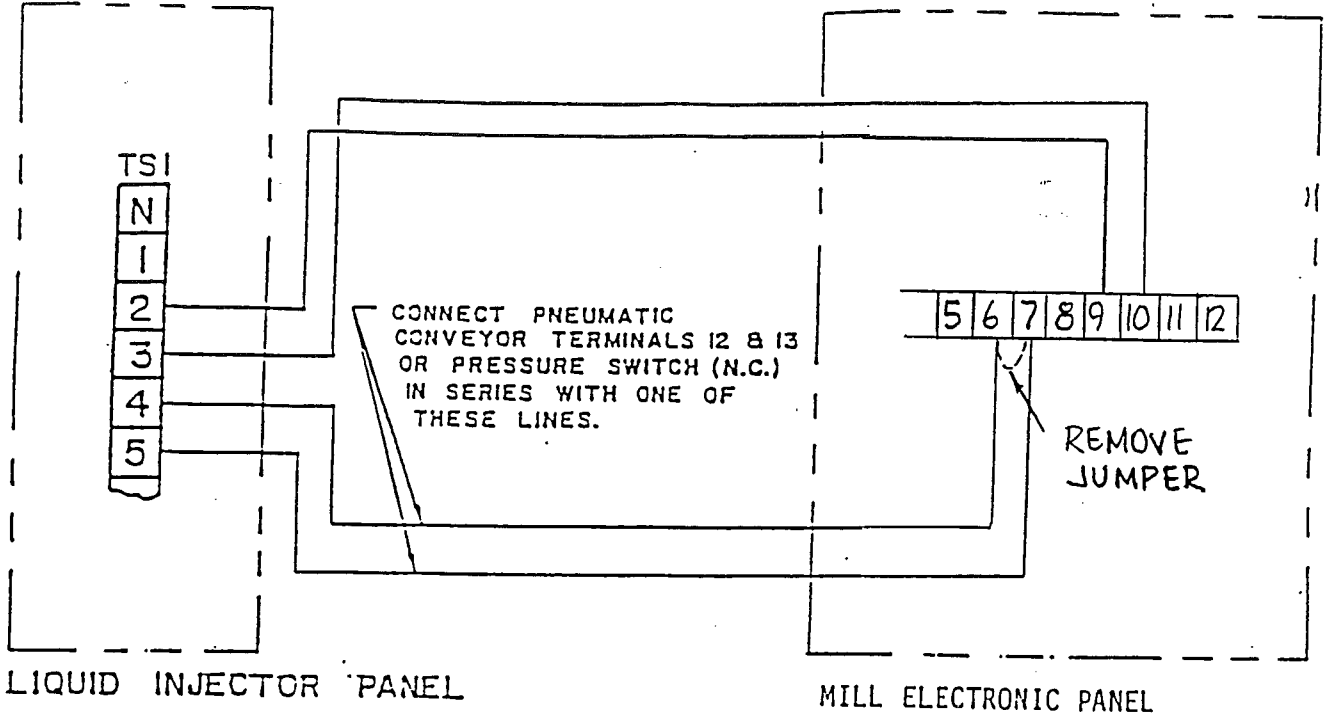 TS1
N
1
2
3
4
5
CONNECT PNEUMATIC
CONVEYOR TERMINALS 12 & 13
OR PRESSURE SWITCH (N.C.)
IN SERIES WITH ONE OF
THESE LINES.
5 6 7 8 9 10 11 12
REMOVE
JUMPER
LIQUID INJECTOR PANEL
MILL ELECTRONIC PANEL